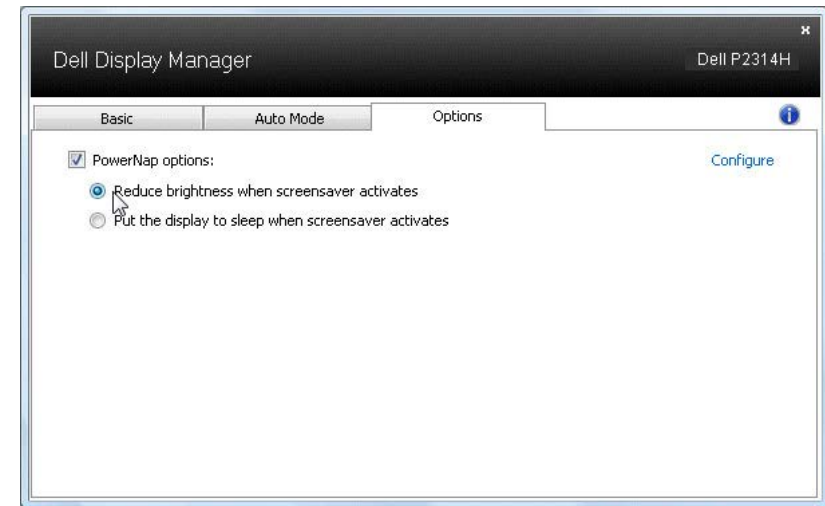 Dell Display Manager
Dell P2314H
Basic
Auto Mode
Options
PowerNap options:
Configure
Reduce brightness when screensaver activates
Put the display to sleep when screensaver activates